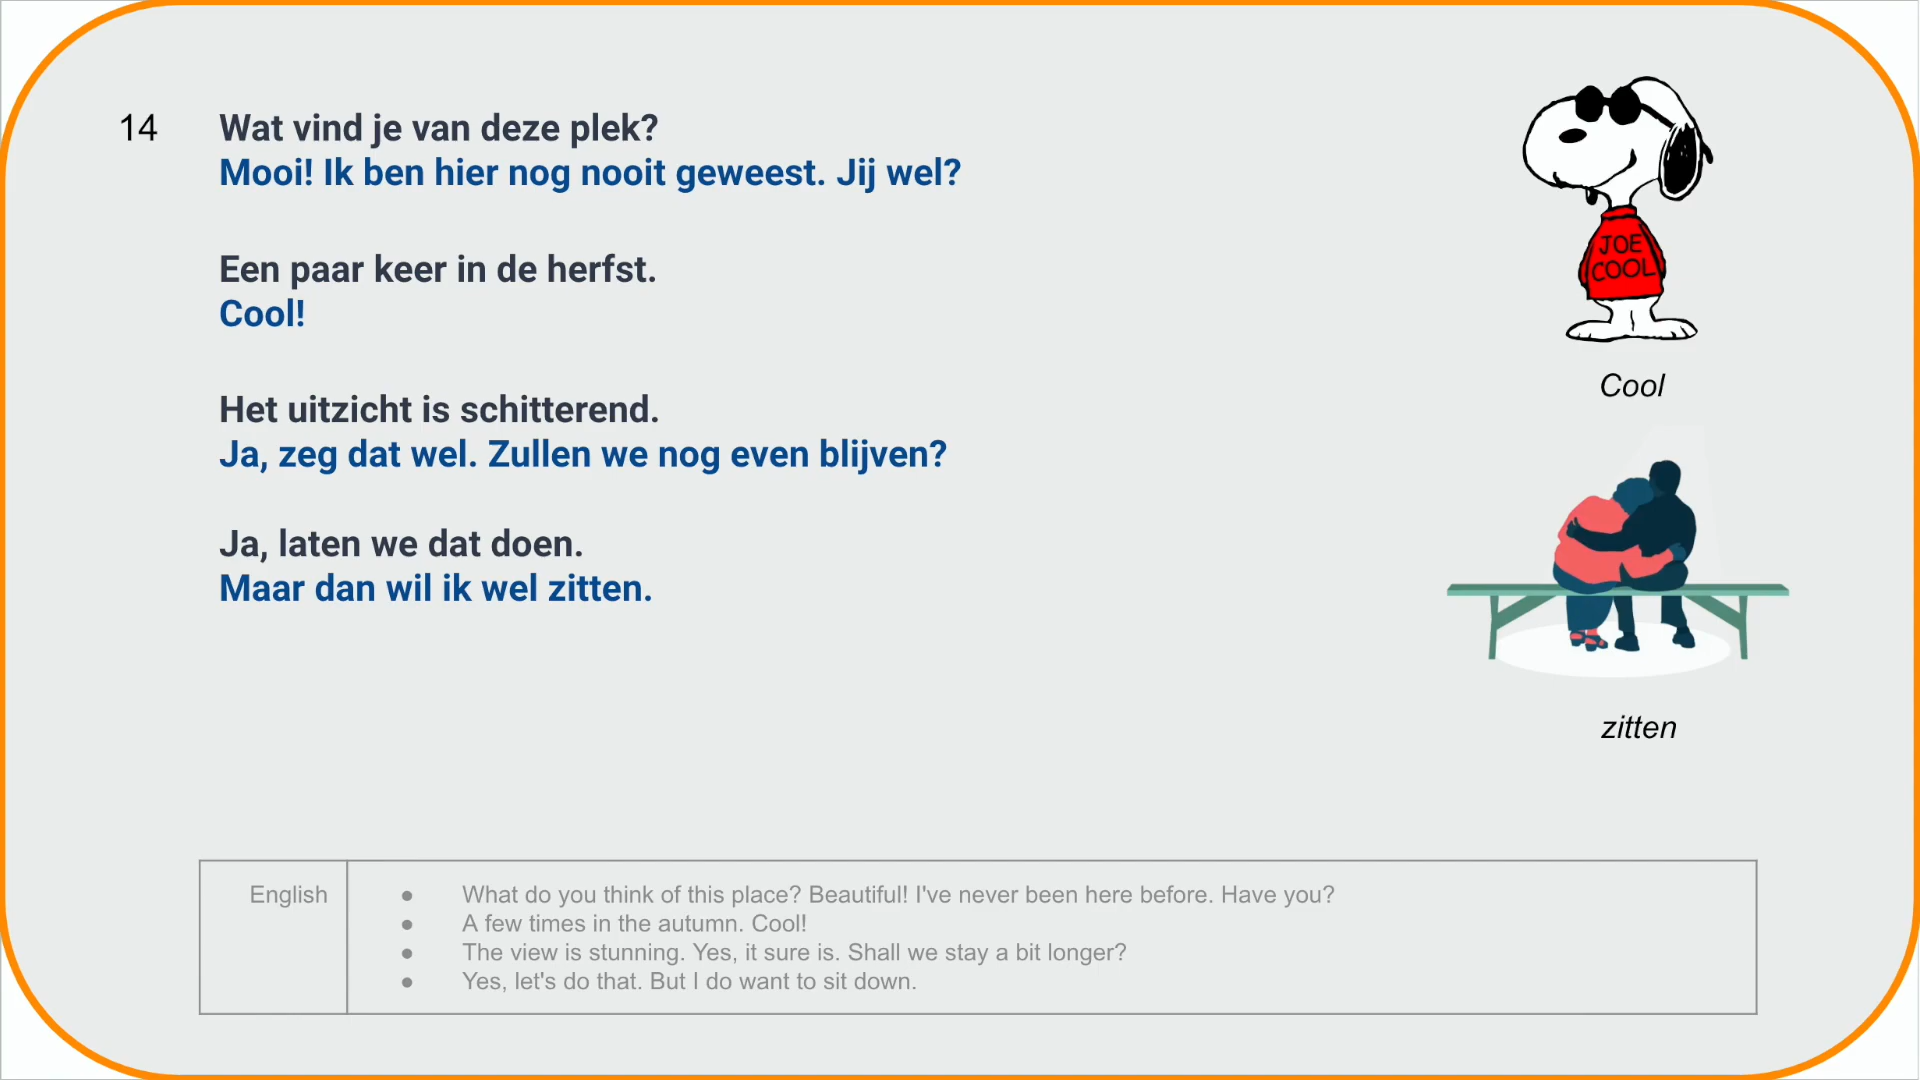 14
Wat vind je van deze plek?
Mooi! Ik ben hier nog nooit geweest. Jij wel?
Een paar keer in de herfst.
Cool!
Het uitzicht is schitterend.
Ja, zeg dat wel. Zullen we nog even blijven?
Ja, laten we dat doen.
Maar dan wil ik wel zitten.
JOE
COOL
Cool
zitten
English
● What do you think of this place? Beautiful! I've never been here before. Have you?
● A few times in the autumn. Cool!
● The view is stunning. Yes, it sure is. Shall we stay a bit longer?
● Yes, let's do that. But I do want to sit down.